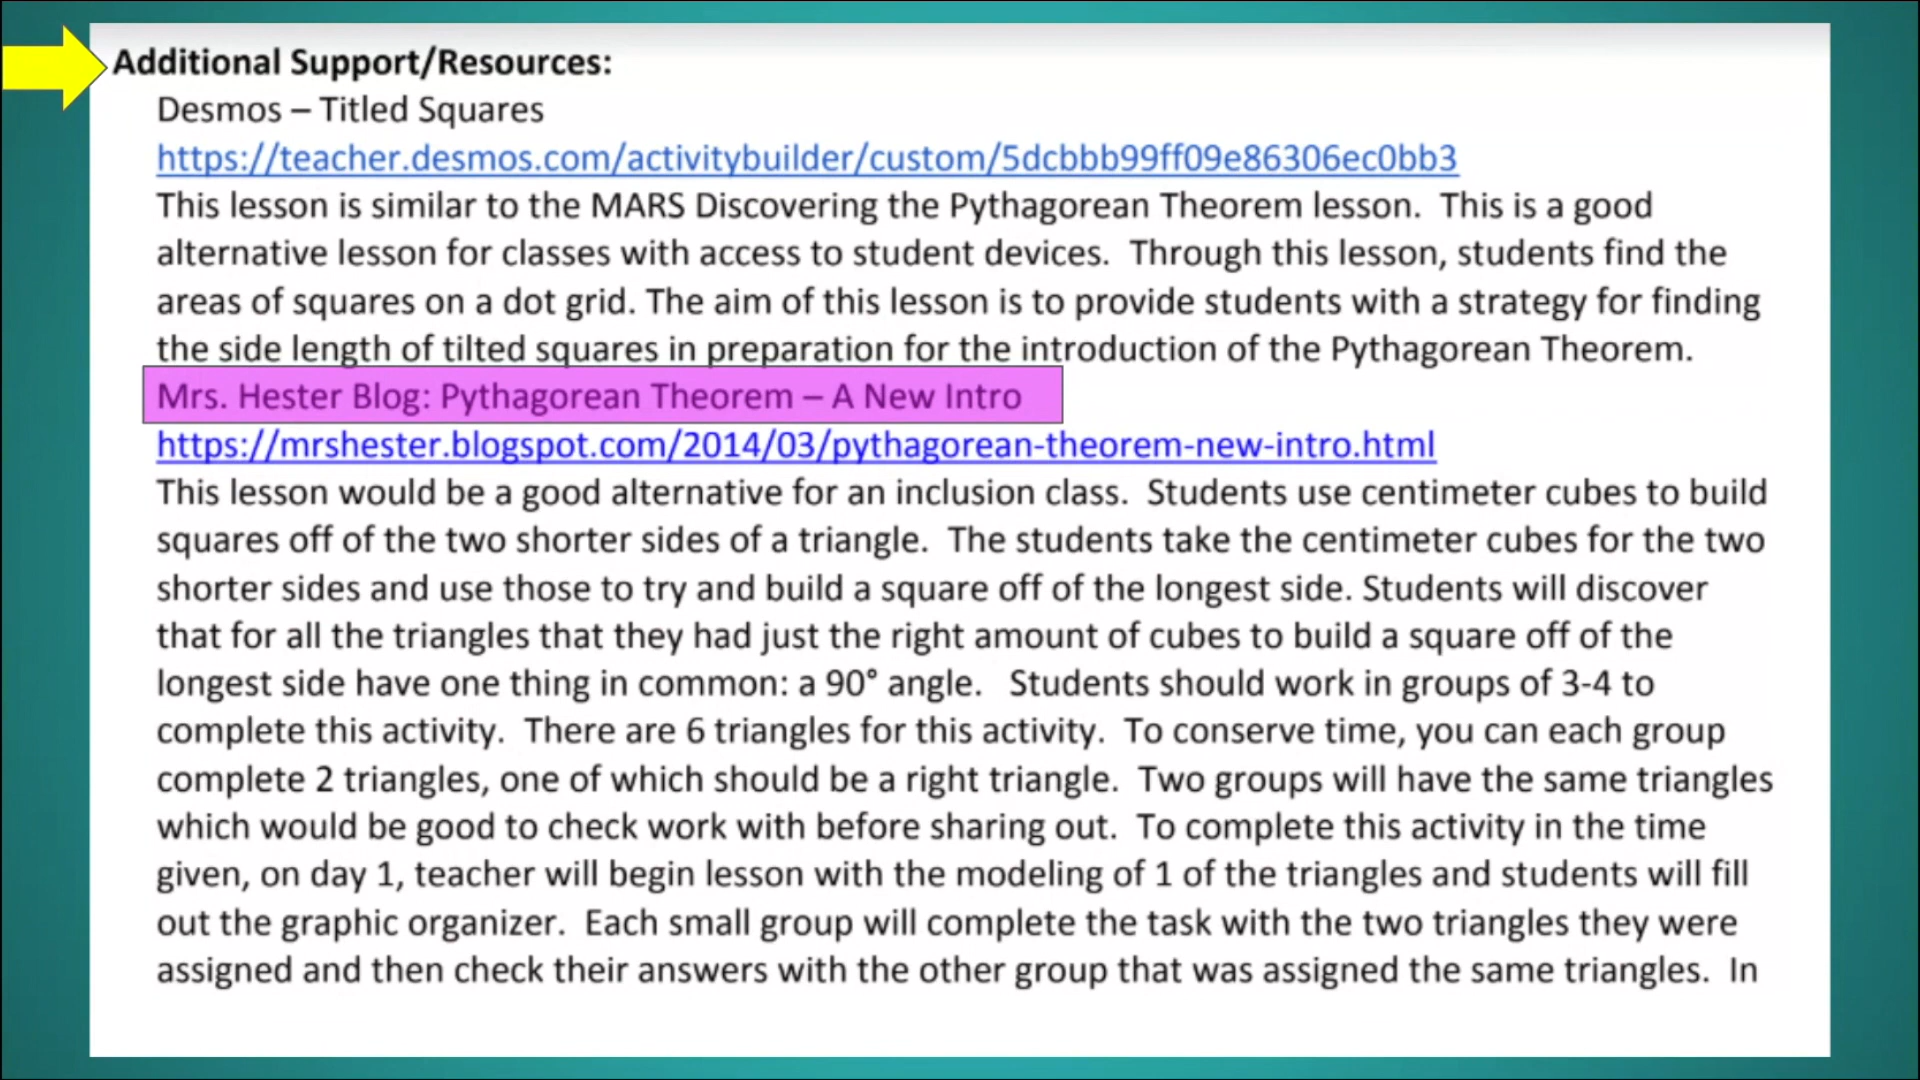 Additional Support/Resources:
Desmos – Titled Squares
https://teacher.desmos.com/activitybuilder/custom/5dcbbb99ff09e86306ec0bb3
This lesson is similar to the MARS Discovering the Pythagorean Theorem lesson.  This is a good
alternative lesson for classes with access to student devices.  Through this lesson, students find the
areas of squares on a dot grid. The aim of this lesson is to provide students with a strategy for finding
the side length of tilted squares in preparation for the introduction of the Pythagorean Theorem.
Mrs. Hester Blog: Pythagorean Theorem – A New Intro
https://mrshester.blogspot.com/2014/03/pythagorean-theorem-new-intro.html
This lesson would be a good alternative for an inclusion class.  Students use centimeter cubes to build
squares off of the two shorter sides of a triangle.  The students take the centimeter cubes for the two
shorter sides and use those to try and build a square off of the longest side. Students will discover
that for all the triangles that they had just the right amount of cubes to build a square off of the
longest side have one thing in common: a 90° angle.   Students should work in groups of 3-4 to
complete this activity.  There are 6 triangles for this activity.  To conserve time, you can each group
complete 2 triangles, one of which should be a right triangle.  Two groups will have the same triangles
which would be good to check work with before sharing out.  To complete this activity in the time
given, on day 1, teacher will begin lesson with the modeling of 1 of the triangles and students will fill
out the graphic organizer.  Each small group will complete the task with the two triangles they were
assigned and then check their answers with the other group that was assigned the same triangles.  In